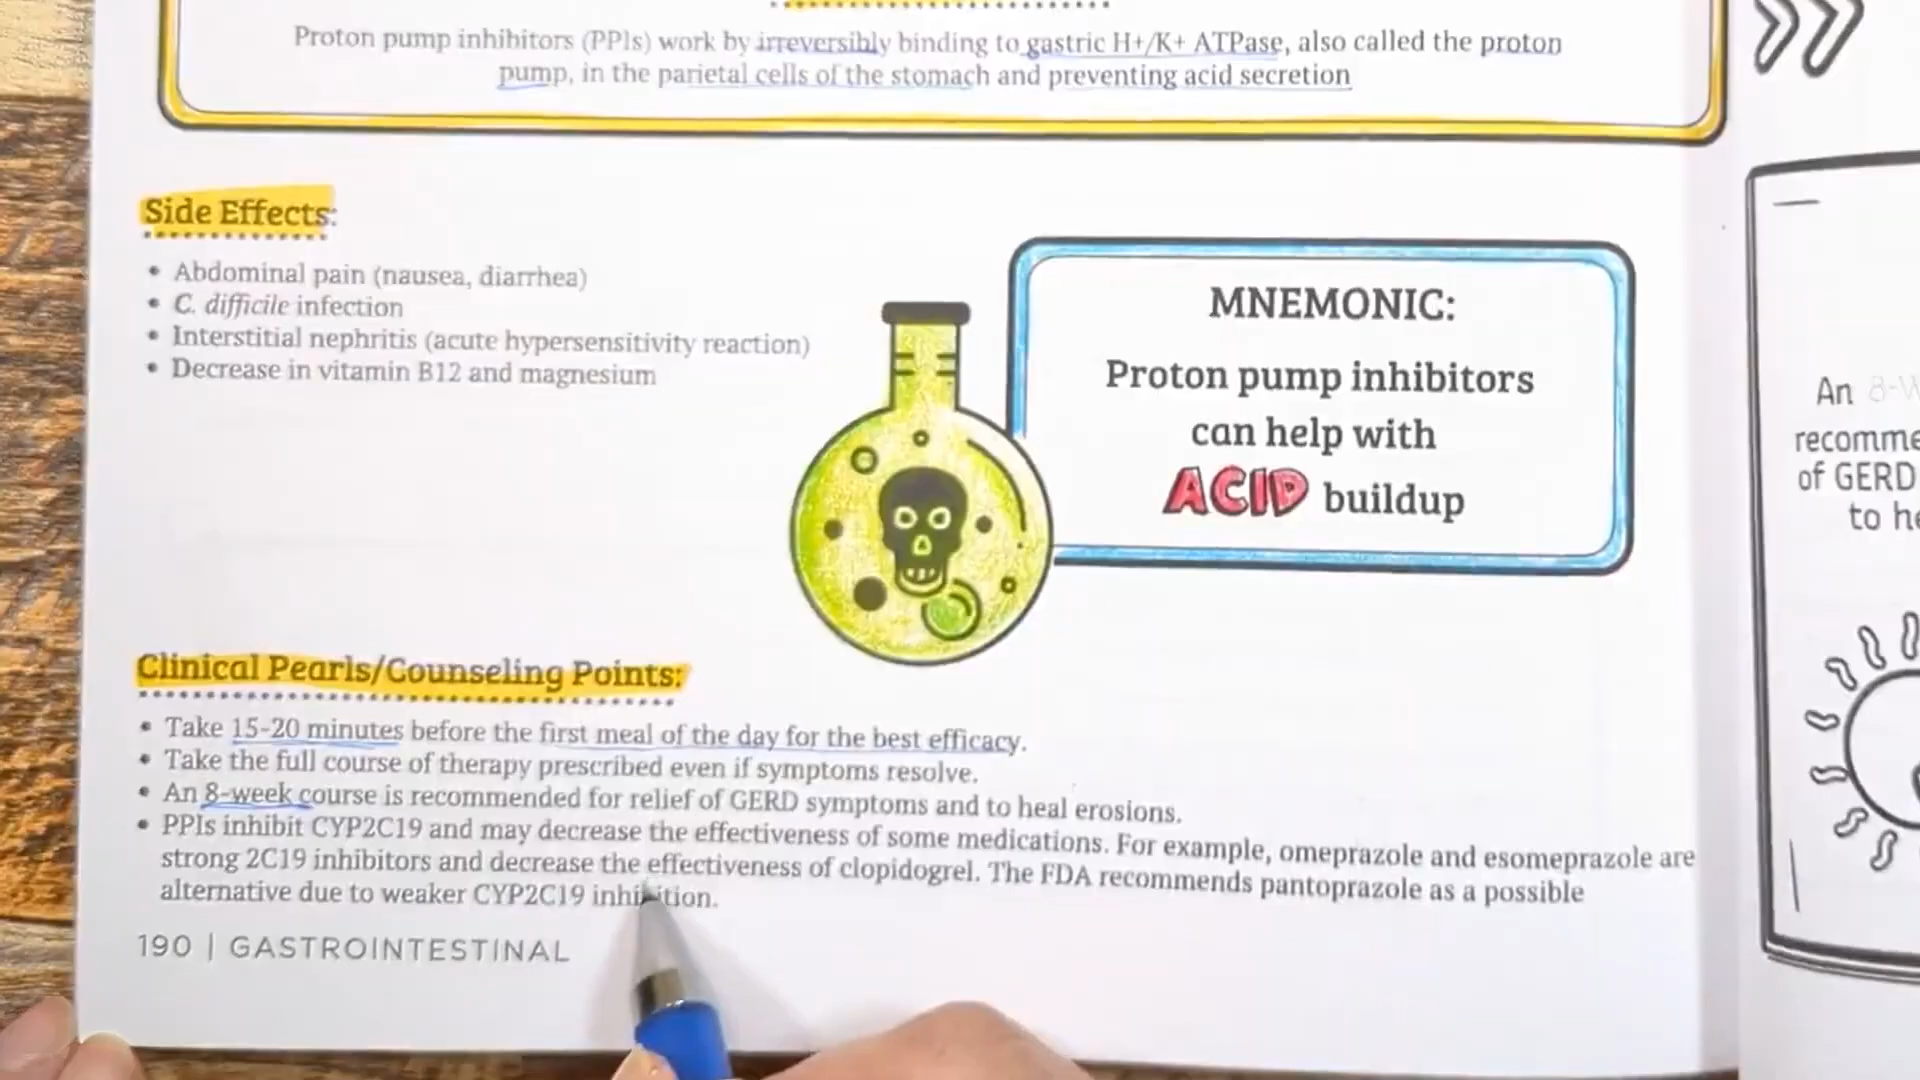 Proton pump inhibitors (PPIs) work by irreversibly binding to gastric H+/K+ ATPase, also called the proton
pump, in the parietal cells of the stomach and preventing acid secretion
Side Effects:
• Abdominal pain (nausea, diarrhea)
• C. difficile infection
• Interstitial nephritis (acute hypersensitivity reaction)
• Decrease in vitamin B12 and magnesium
MNEMONIC:
Proton pump inhibitors
can help with
ACID buildup
Clinical Pearls/Counseling Points:
• Take 15-20 minutes before the first meal of the day for the best efficacy.
• Take the full course of therapy prescribed even if symptoms resolve.
• An 8-week course is recommended for relief of GERD symptoms and to heal erosions.
• PPIs inhibit CYP2C19 and may decrease the effectiveness of some medications. For example, omeprazole and esomeprazole are
strong 2C19 inhibitors and decrease the effectiveness of clopidogrel. The FDA recommends pantoprazole as a possible
alternative due to weaker CYP2C19 inhibition.
190 | GASTROINTESTINAL
An 8-W
recomme
of GERD
to he